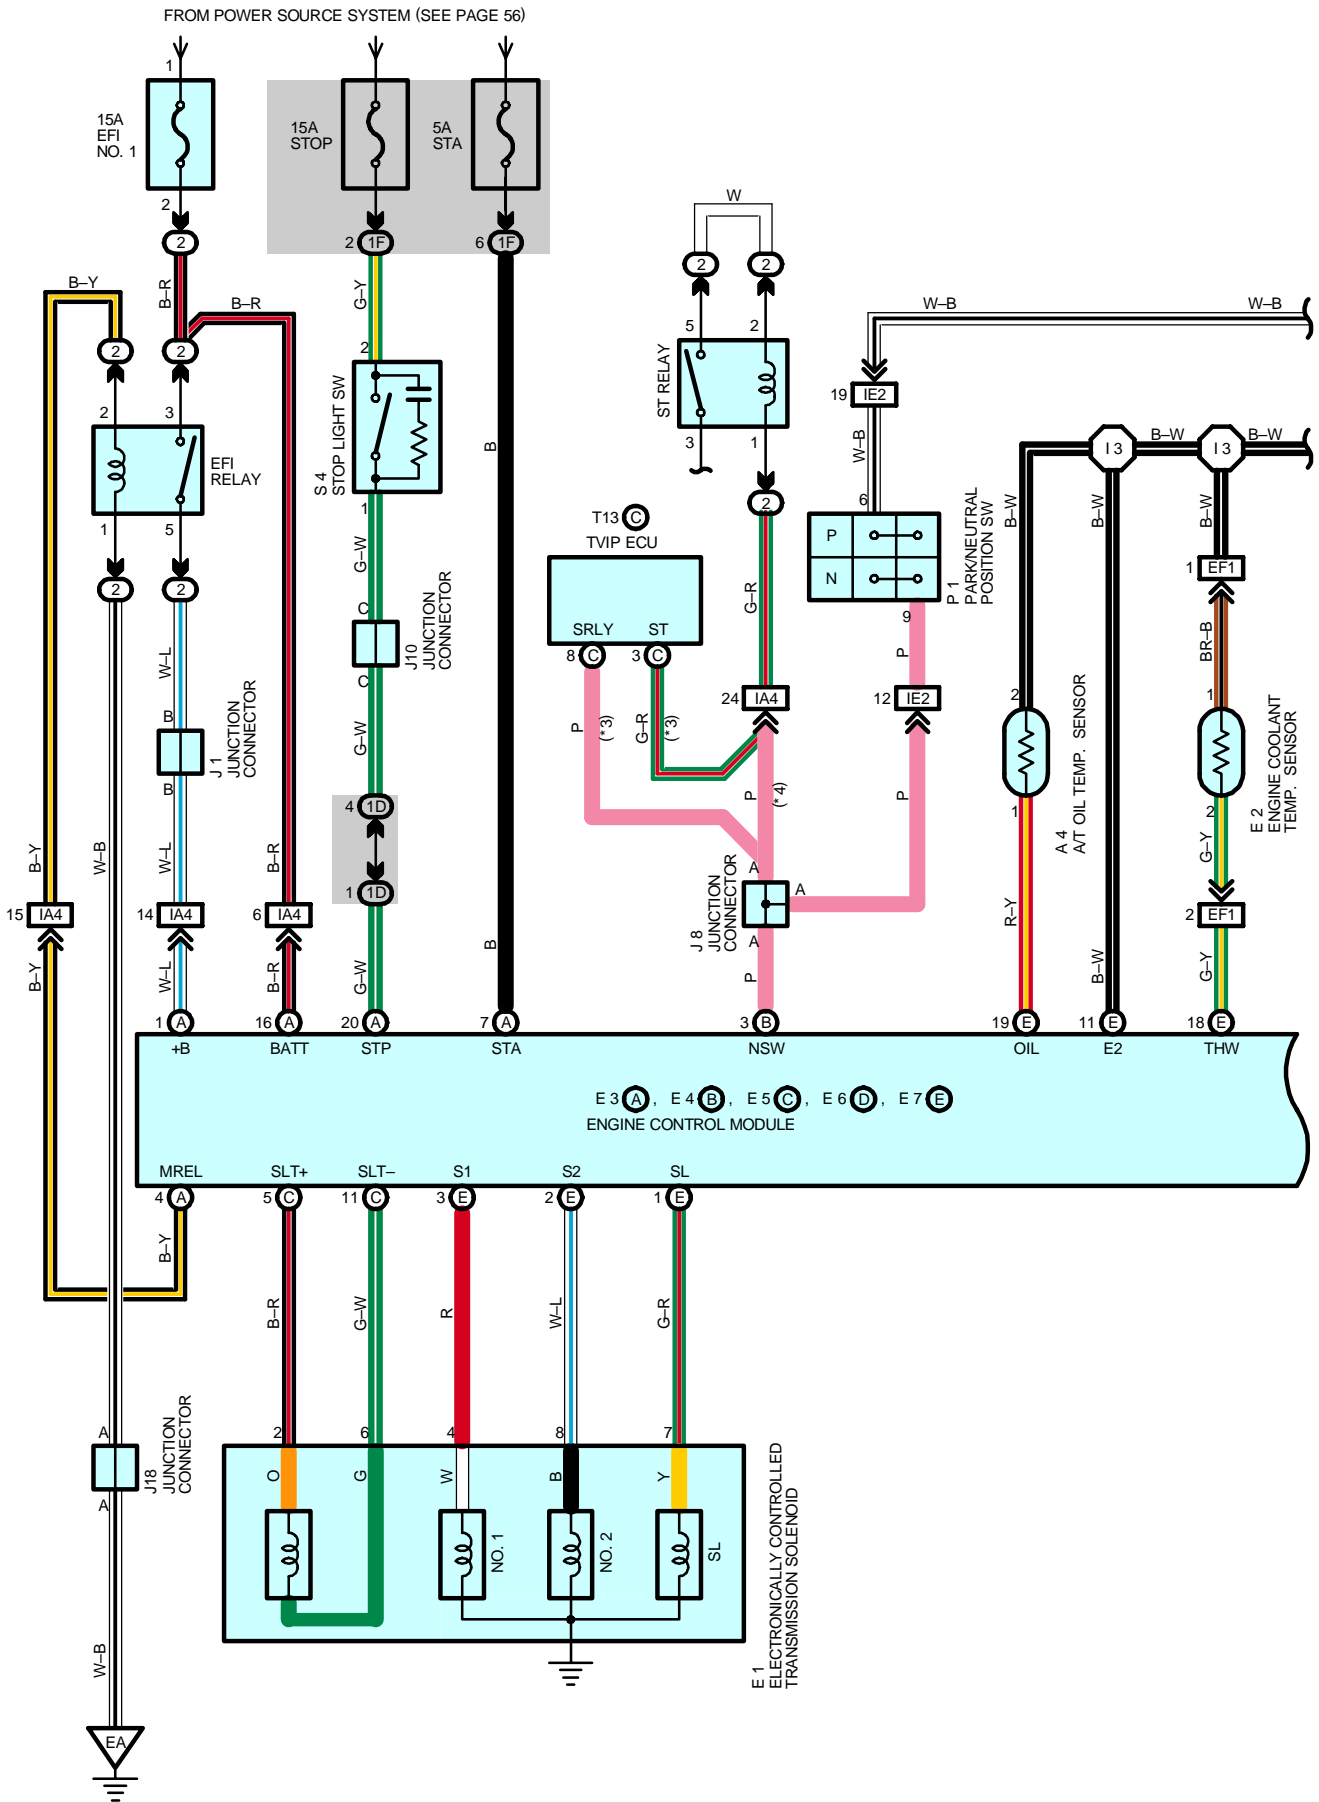 FROM POWER SOURCE SYSTEM (SEE PAGE 56)
1
15A
EFI
NO. 1
15A
STOP
5A
STA
2
2
2 1F
6 1F
W
2
2
B–Y
B–R
B–R
G–Y
W–B
W–B
2
2
2
5
2
ST RELAY
19 IE2
2
3
EFI
RELAY
S 4
STOP LIGHT SW
B
3
1
W–B
I 3
B–W
I 3
B–W
1
5
1
2
6
B–W
B–W
B–W
T13 C
TVIP ECU
P
N
P 1
PARK/NEUTRAL
POSITION SW
2
2
G–W
G–R
1 EF1
C
J10
JUNCTION
CONNECTOR
SRLY
ST
9
W–L
8 C
3 C
P
BR–B
C
24 IA4
12 IE2
2
1
B
J 1
JUNCTION
CONNECTOR
G–W
P
(*3)
G–R
(*3)
A/T OIL TEMP. SENSOR
A 4
ENGINE COOLANT
TEMP. SENSOR
E 2
B
4 1D
P
(*4)
P
1
2
B–Y
W–B
W–L
B–R
G–Y
A
J 8
JUNCTION
CONNECTOR
A
1 1D
15 IA4
14 IA4
6 IA4
R–Y
2 EF1
A
B–Y
W–L
B–R
G–W
B
P
B–W
G–Y
1 A
16 A
20 A
7 A
3 B
19 E
11 E
18 E
+B
BATT
STP
STA
NSW
OIL
E2
THW
E 3 A , E 4 B , E 5 C , E 6 D , E 7 E
ENGINE CONTROL MODULE
MREL
SLT+
SLT–
S1
S2
SL
4 A
5 C
11 C
3 E
2 E
1 E
B–Y
B–R
G–W
R
W–L
G–R
A
J18
JUNCTION
CONNECTOR
2
6
4
8
7
O
G
W
B
Y
A
NO. 1
NO. 2
SL
E 1
ELECTRONICALLY CONTROLLED
TRANSMISSION SOLENOID
W–B
EA